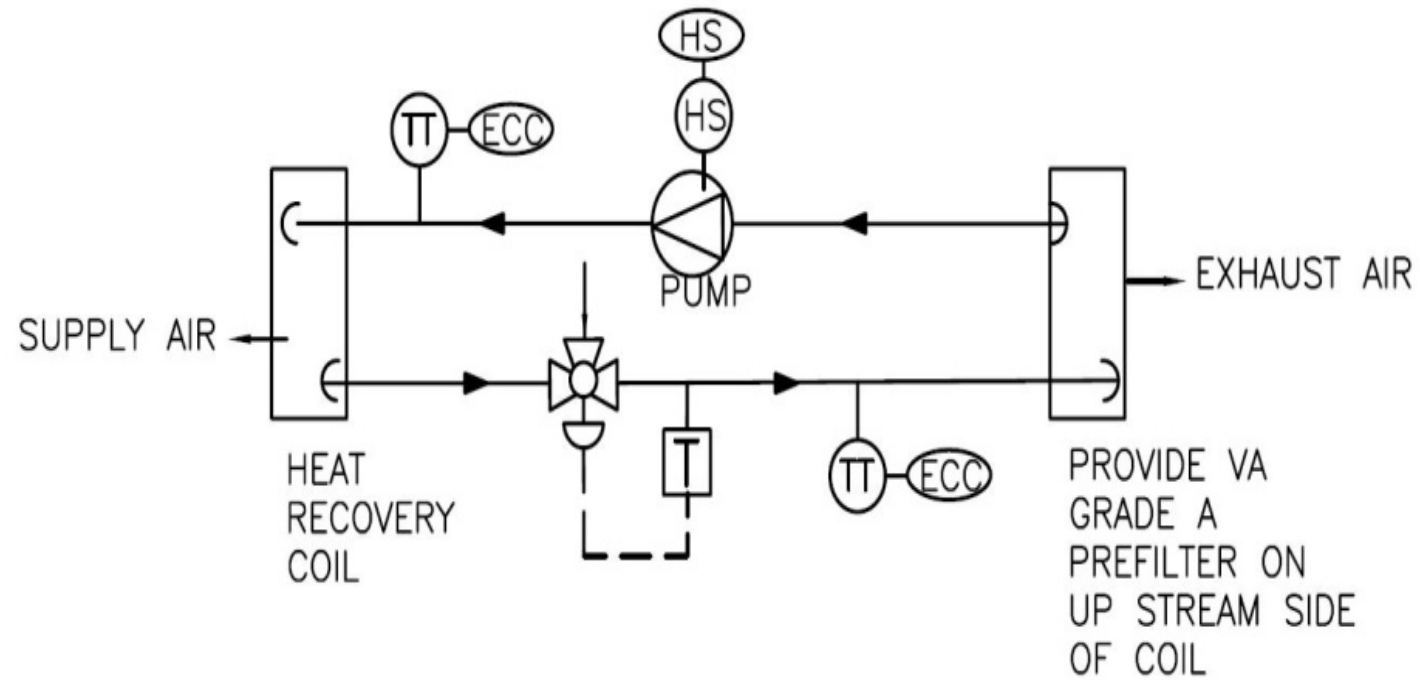 HS
HS
TT
ECC
PUMP
EXHAUST AIR
SUPPLY AIR
T
TT
ECC
HEAT
RECOVERY
COIL
PROVIDE VA
GRADE A
PREFILTER ON
UP STREAM SIDE
OF COIL